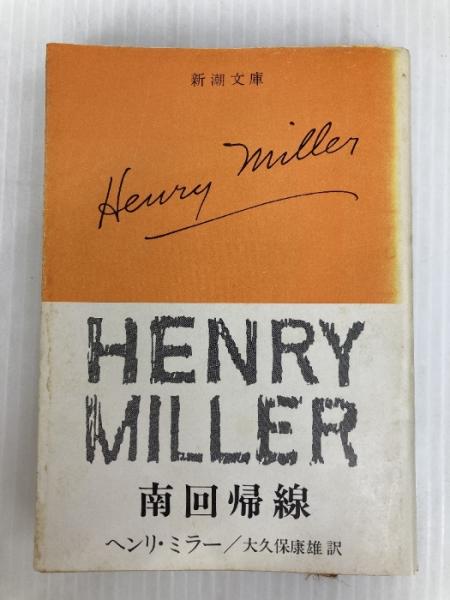 新潮文庫
Henry Miller
HENRY
MILLER
南回帰線
ヘンリ・ミラー/大久保康雄訳